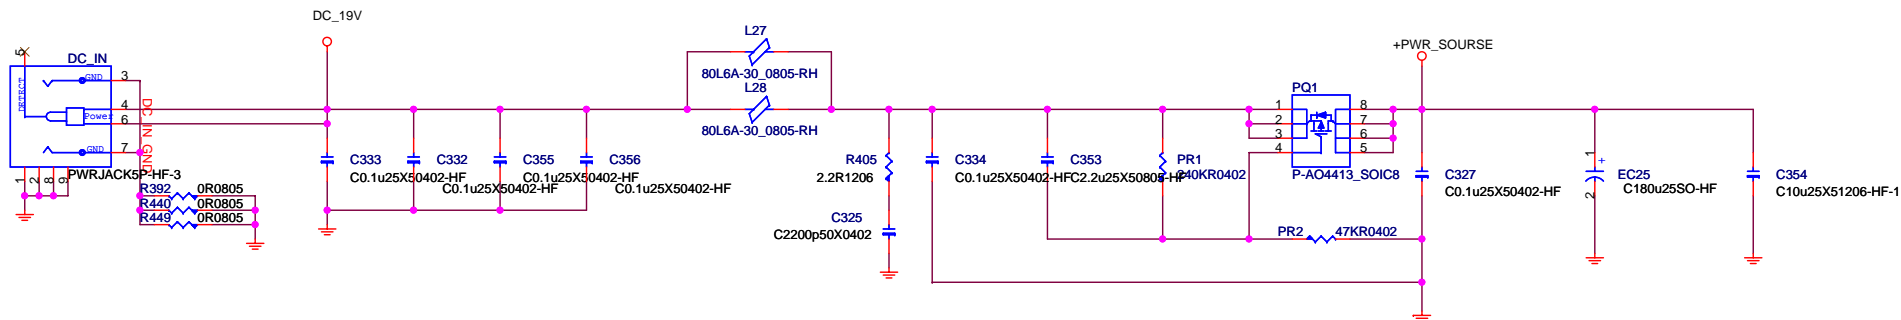 DC_19V
L27
+PWR_SOURSE
5
DC_IN
GND
3
80L6A-30_0805-RH
DETECT
L28
PQ1
4
Power
6
80L6A-30_0805-RH
1
8
2
7
3
6
4
5
GND
7
DC_IN_GND
C333
C332
C355
C356
R405
C334
C353
PR1
C327
1
+
EC25
C354
PWRJACK5P-HF-3
C0.1u25X50402-HF
C0.1u25X50402-HF
C0.1u25X50402-HF
C0.1u25X50402-HF
2.2R1206
C0.1u25X50402-HF
C2.2u25X50805-HF
240KR0402
P-AO4413_SOIC8
C0.1u25X50402-HF
2
C180u25SO-HF
C10u25X51206-HF-1
1
2
8
9
R392
0R0805
R440
0R0805
R449
0R0805
C325
C2200p50X0402
PR2
47KR0402